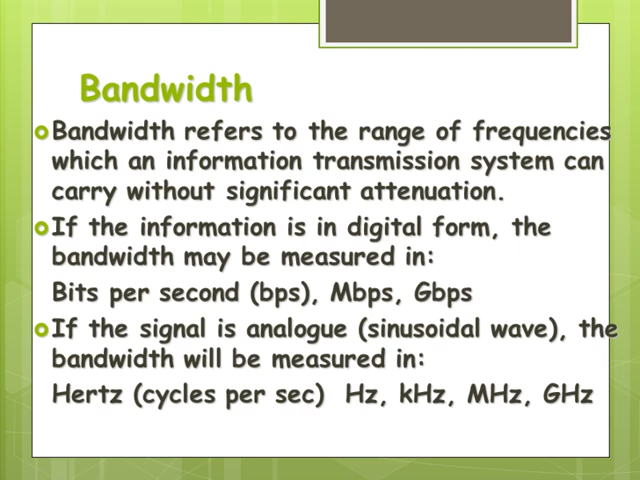 Bandwidth
Bandwidth refers to the range of frequencies
which an information transmission system can
carry without significant attenuation.
If the information is in digital form, the
bandwidth may be measured in:
Bits per second (bps), Mbps, Gbps
If the signal is analogue (sinusoidal wave), the
bandwidth will be measured in:
Hertz (cycles per sec) Hz, kHz, MHz, GHz